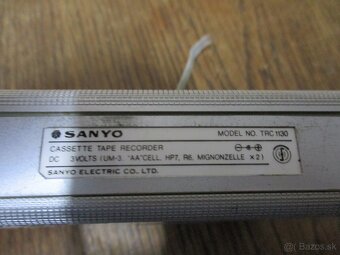 SANYO
MODEL NO. TRC1130
CASSETTE TAPE RECORDER
DC 3VOLTS (UM-3, "AA"CELL, HP7, R6, MIGNONZELLE ×2)
SANYO ELECTRIC CO., LTD.
Bazos.sk